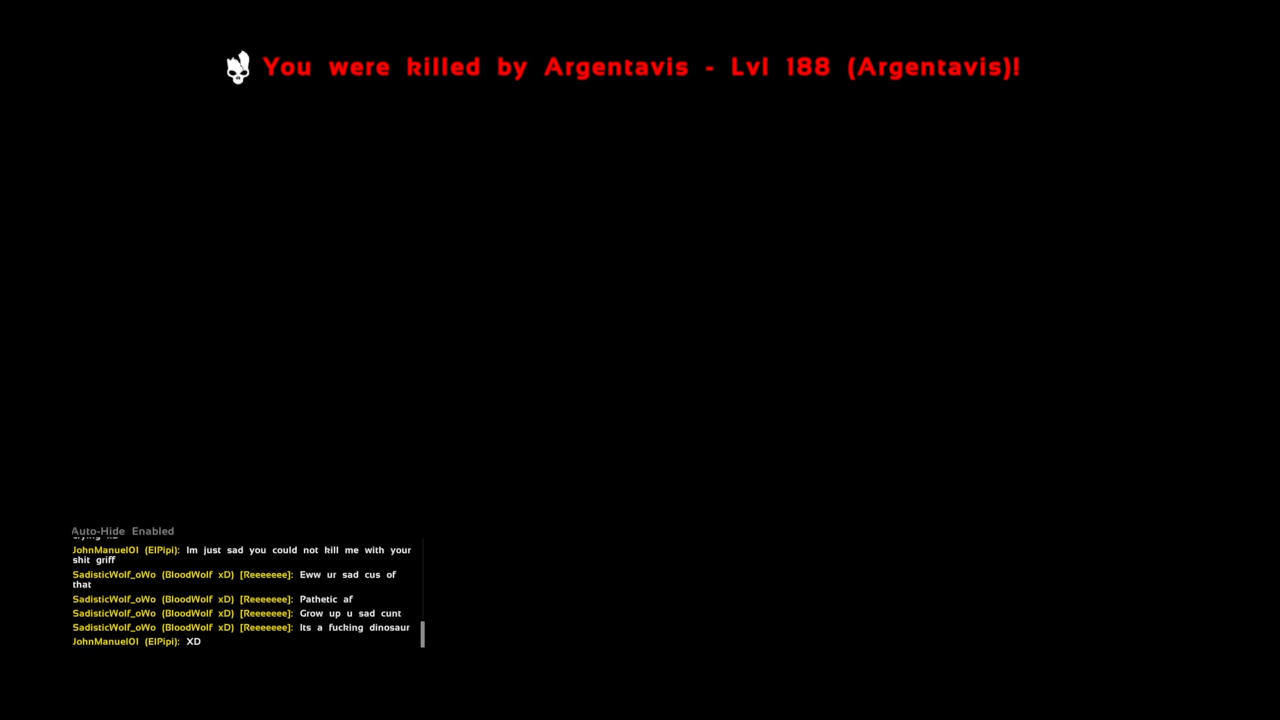 You were killed by Argentavis - Lvl 188 (Argentavis)!
Auto-Hide Enabled
JohnManuel01 (ElPipi): Im just sad you could not kill me with your
shit griff
SadisticWolf_oWo (BloodWolf xD) [Reeeeeee]: Eww ur sad cus of
that
SadisticWolf_oWo (BloodWolf xD) [Reeeeeee]: Pathetic af
SadisticWolf_oWo (BloodWolf xD) [Reeeeeee]: Grow up u sad cunt
SadisticWolf_oWo (BloodWolf xD) [Reeeeeee]: Its a fucking dinosaur
JohnManuel01 (ElPipi): XD